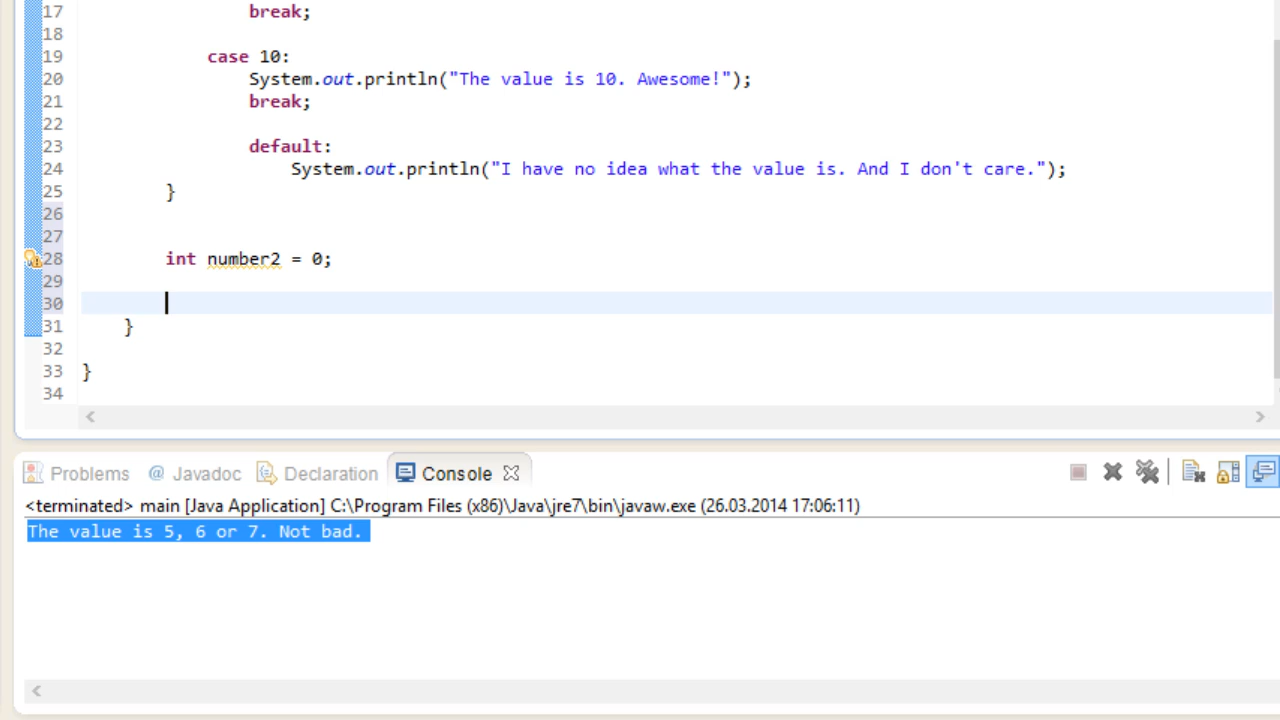 17 break;
18
19 case 10:
20 System.out.println("The value is 10. Awesome!");
21 break;
22
23 default:
24 System.out.println("I have no idea what the value is. And I don't care.");
25 }
26
27
28 int number2 = 0;
29
30
31 }
32
33 }
34
Problems @ Javadoc Declaration Console
<terminated> main [Java Application] C:\Program Files (x86)\Java\jre7\bin\javaw.exe (26.03.2014 17:06:11)
The value is 5, 6 or 7. Not bad.